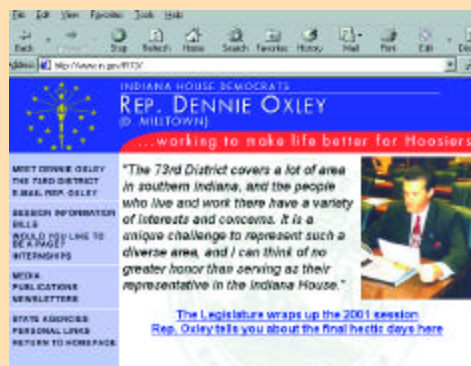 File Edit View Favorites Tools Help
Back Stop Refresh Home Search Favorites History Mail Print Edit
Address http://www.in.gov/H73/
INDIANA HOUSE DEMOCRATS
REP. DENNIE OXLEY
(D. MILLTOWN)
...working to make life better for Hoosiers
MEET DENNIE OXLEY
THE 73RD DISTRICT
E-MAIL REP. OXLEY
SESSION INFORMATION
BILLS
WOULD YOU LIKE TO
BE A PAGE?
INTERNSHIPS
MEDIA
PUBLICATIONS
NEWSLETTERS
STATE AGENCIES
PERSONAL LINKS
RETURN TO HOMEPAGE
"The 73rd District covers a lot of area
in southern Indiana, and the people
who live and work there have a variety
of interests and concerns. It is a
unique challenge to represent such a
diverse area, and I can think of no
greater honor than serving as their
representative in the Indiana House."
The Legislature wraps up the 2001 session
Rep. Oxley tells you about the final hectic days here